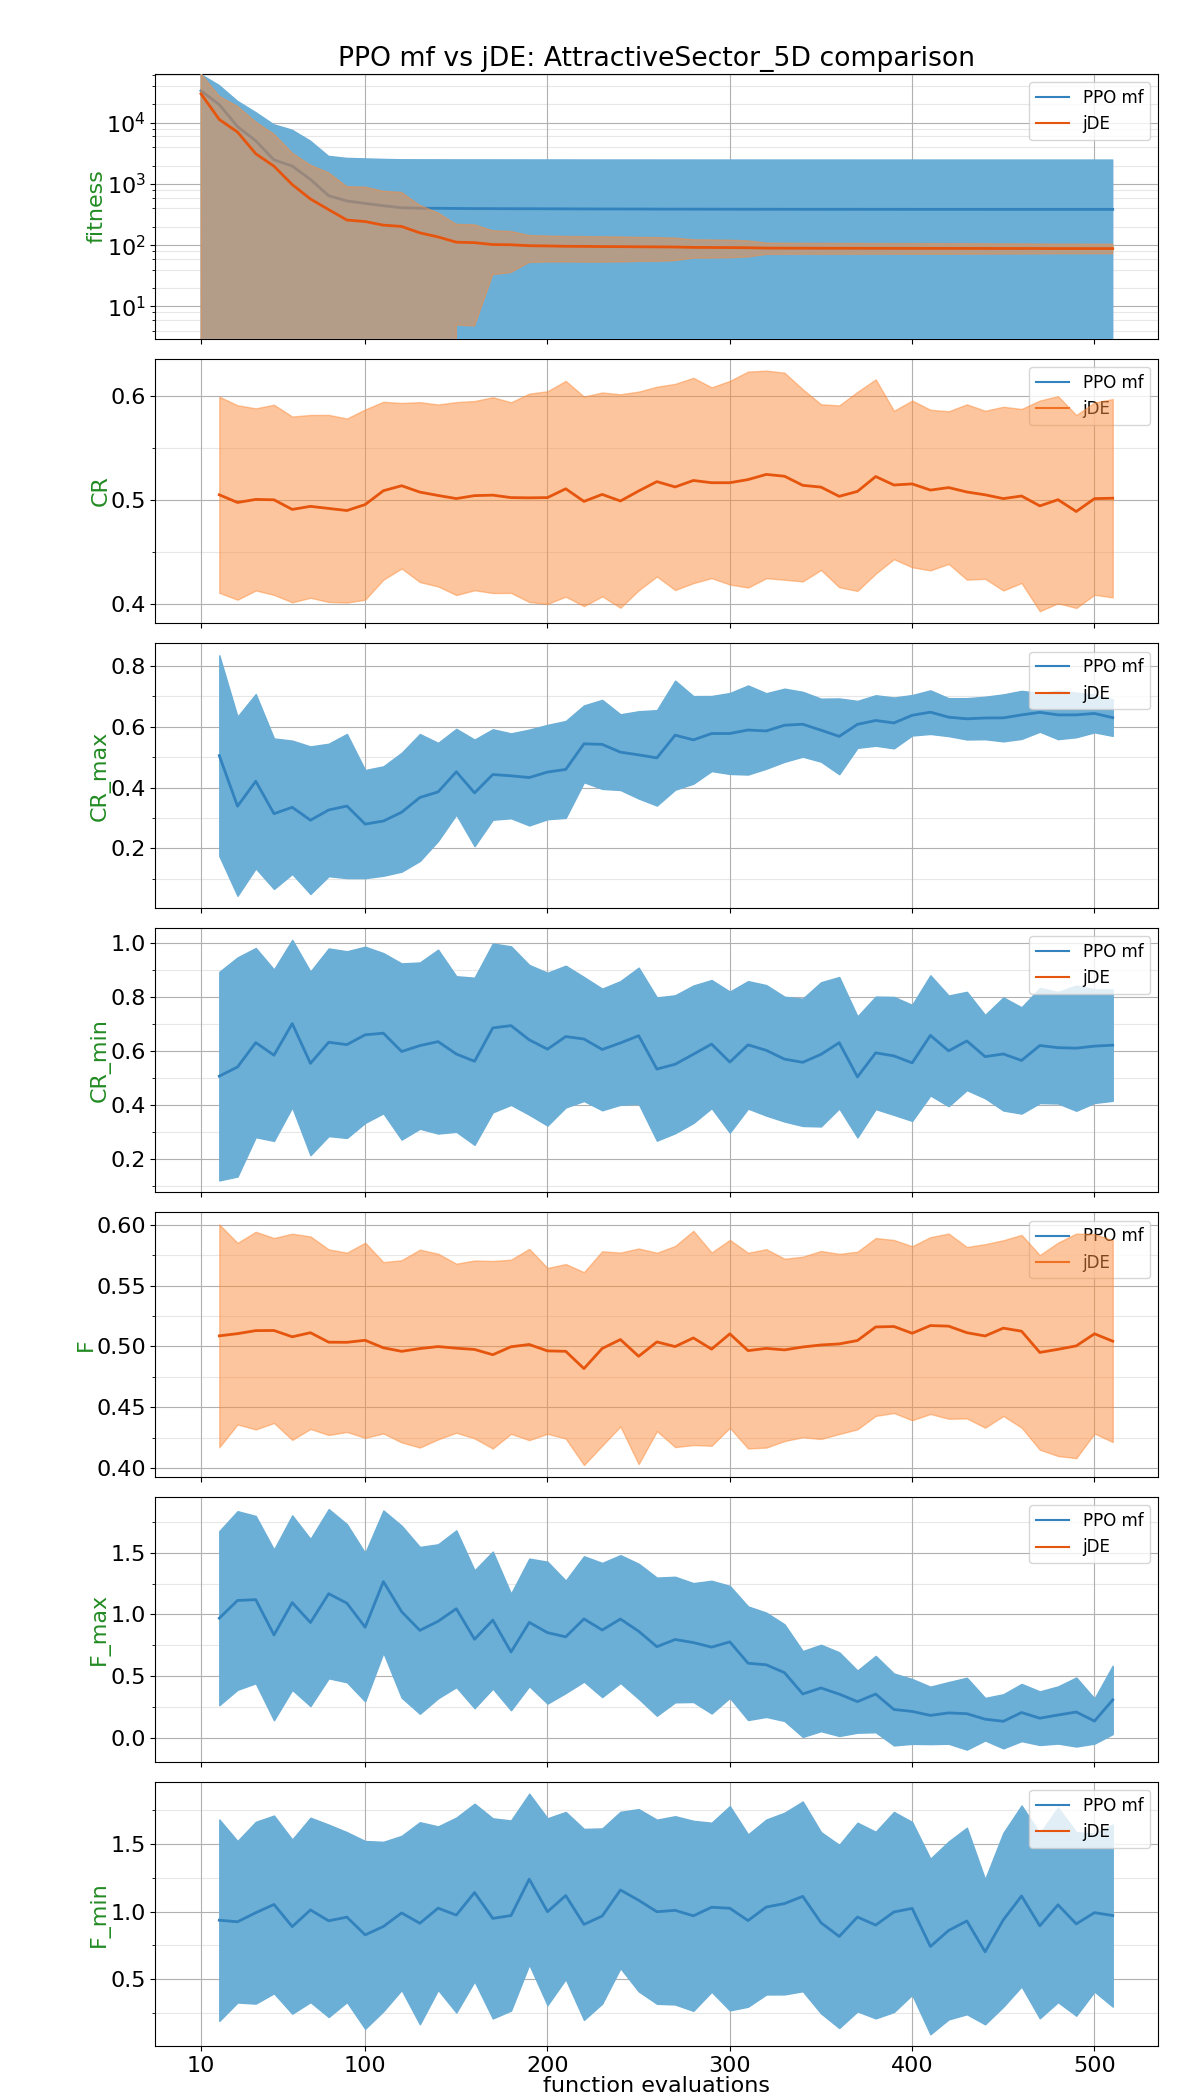 PPO mf vs jDE: AttractiveSector_5D comparison
fitness
10^4
10^3
10^2
10^1
PPO mf
jDE
CR
0.6
0.5
0.4
PPO mf
jDE
CR_max
0.8
0.6
0.4
0.2
PPO mf
jDE
CR_min
1.0
0.8
0.6
0.4
0.2
PPO mf
jDE
F
0.60
0.55
0.50
0.45
0.40
PPO mf
jDE
F_max
1.5
1.0
0.5
0.0
PPO mf
jDE
F_min
1.5
1.0
0.5
PPO mf
jDE
10 100 200 300 400 500
function evaluations